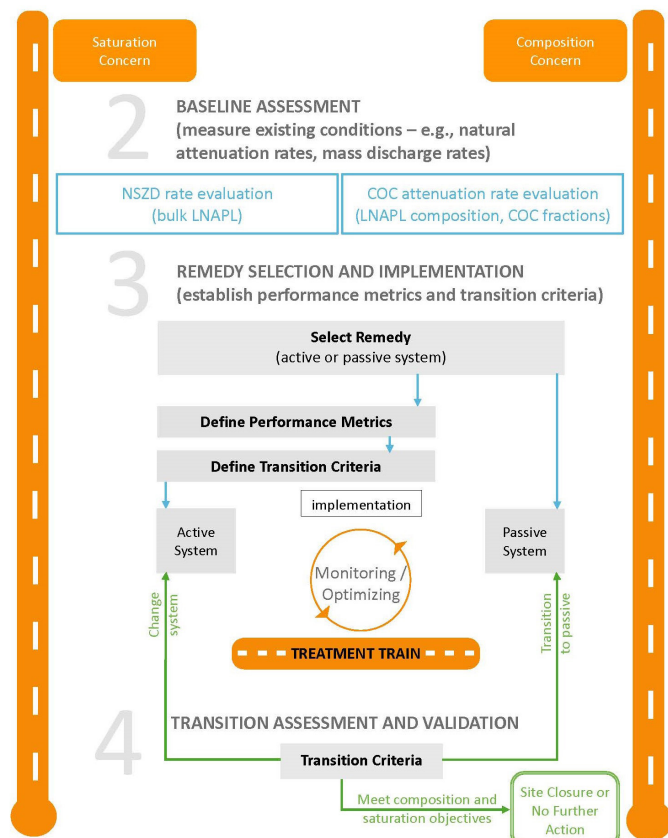 Saturation
Concern
Composition
Concern
2
BASELINE ASSESSMENT
(measure existing conditions – e.g., natural
attenuation rates, mass discharge rates)
NSZD rate evaluation
(bulk LNAPL)
COC attenuation rate evaluation
(LNAPL composition, COC fractions)
3
REMEDY SELECTION AND IMPLEMENTATION
(establish performance metrics and transition criteria)
Select Remedy
(active or passive system)
Define Performance Metrics
Define Transition Criteria
implementation
Active
System
Passive
System
Monitoring /
Optimizing
Change
system
Transition
to passive
TREATMENT TRAIN
4
TRANSITION ASSESSMENT AND VALIDATION
Transition Criteria
Meet composition and
saturation objectives
Site Closure or
No Further
Action